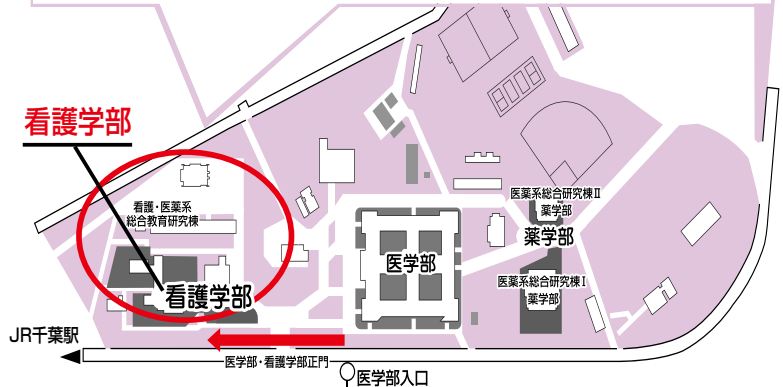 看護学部
看護・医薬系
総合教育研究棟
医薬系総合研究棟Ⅱ
薬学部
薬学部
医学部
医薬系総合研究棟Ⅰ
薬学部
看護学部
JR千葉駅
医学部・看護学部正門
医学部入口